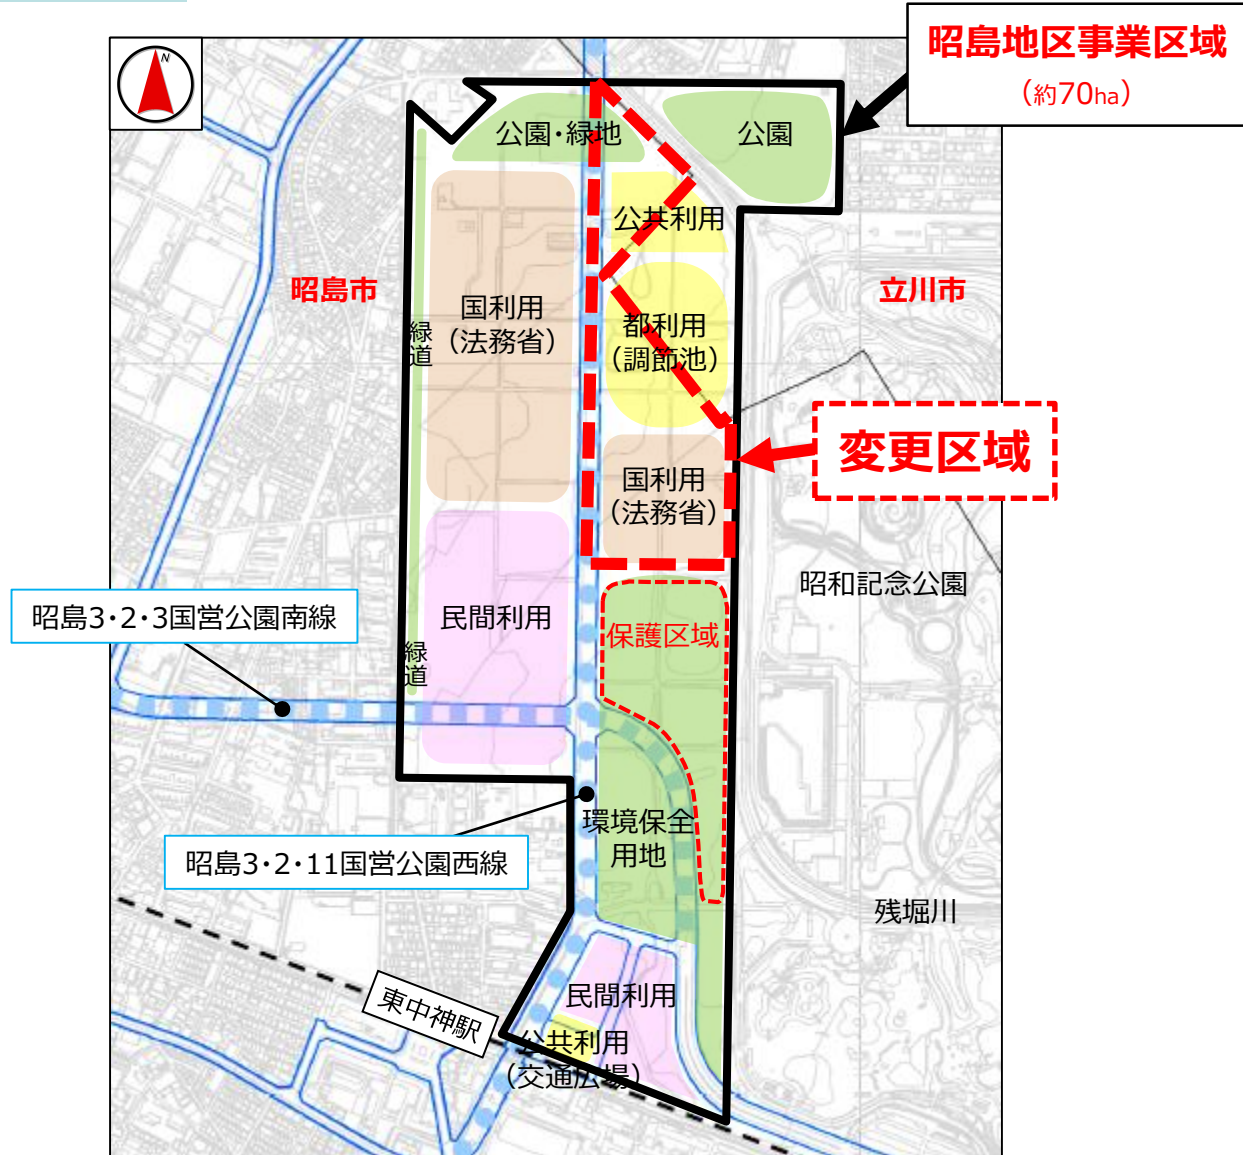 昭島地区事業区域
（約70ha）
N
公園・緑地
公園
公共利用
昭島市
立川市
国利用
（法務省）
緑道
都利用
（調節池）
変更区域
国利用
（法務省）
昭和記念公園
昭島3・2・3国営公園南線
民間利用
保護区域
緑道
環境保全
用地
昭島3・2・11国営公園西線
残堀川
民間利用
東中神駅
公共利用
（交通広場）